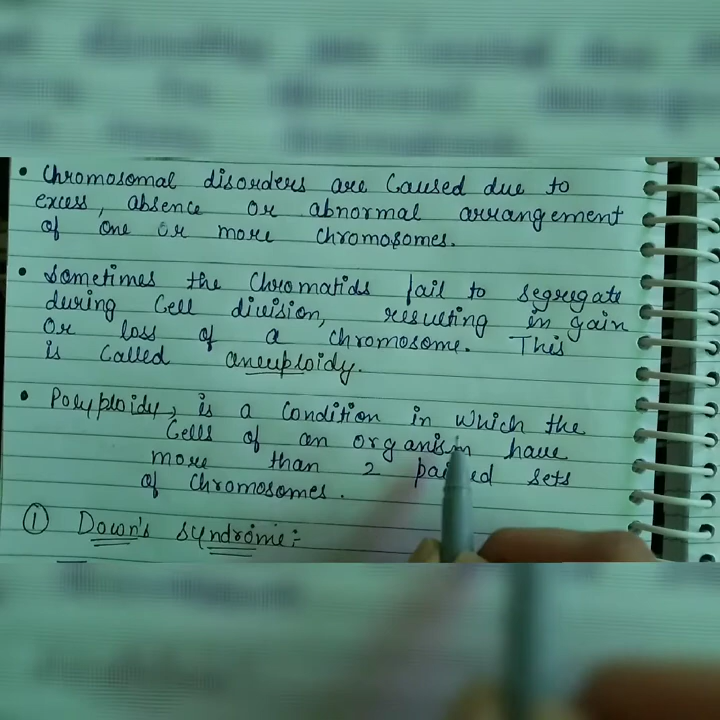 • Chromosomal disorders are Caused due to
excess, absence or abnormal arrangement
of one or more chromosomes.
• Sometimes the Chromatids fail to segregate
during Cell division, resulting in gain
or loss of a chromosome. This
is called aneuploidy.
• Polyploidy, is a condition in which the
Cells of an organism have
more than 2 paired sets
of chromosomes.
① Down's syndrome:-